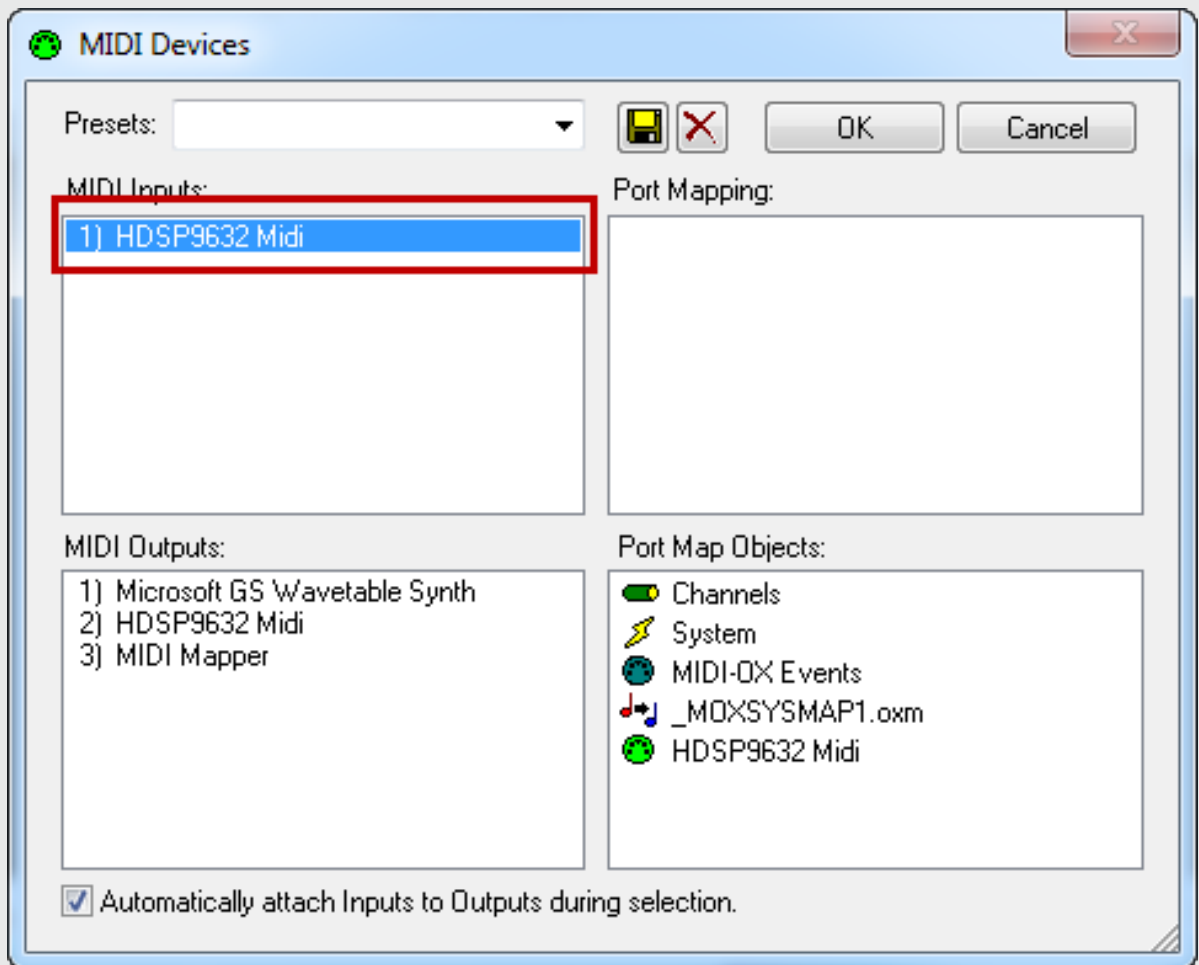 MIDI Devices
Presets:
OK
Cancel
MIDI Inputs:
1) HDSP9632 Midi
Port Mapping:
MIDI Outputs:
1) Microsoft GS Wavetable Synth
2) HDSP9632 Midi
3) MIDI Mapper
Port Map Objects:
Channels
System
MIDI-OX Events
_MOXSYSMAP1.oxm
HDSP9632 Midi
Automatically attach Inputs to Outputs during selection.